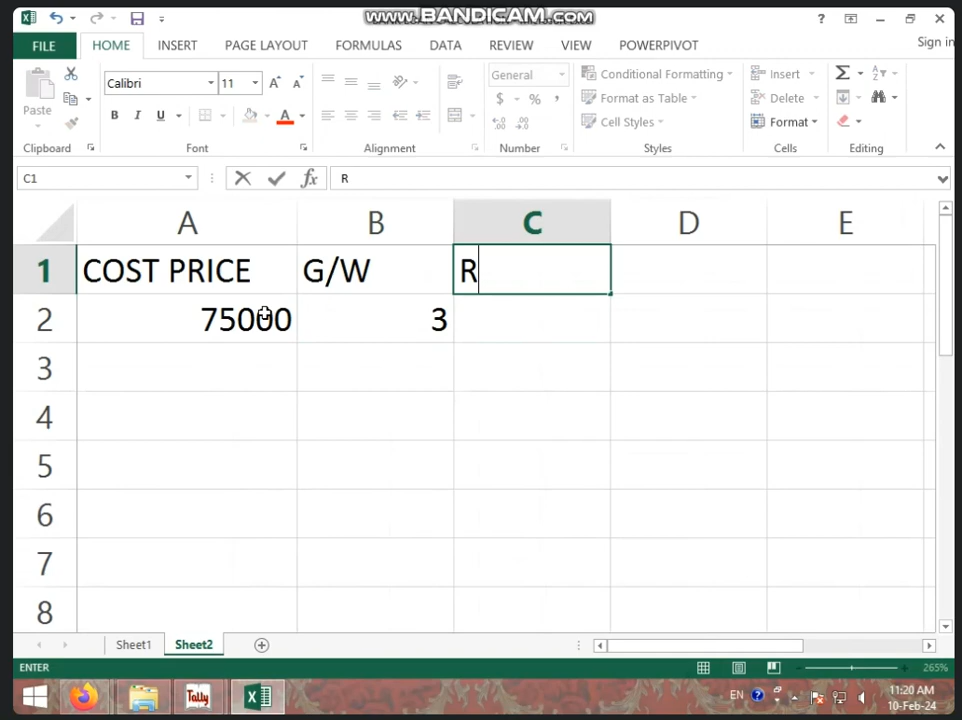 www.BANDICAM.com
?
FILE HOME INSERT PAGE LAYOUT FORMULAS DATA REVIEW VIEW POWERPIVOT Sign in
Paste
Calibri 11 A A
B I U A
General
$ % ,
Conditional Formatting
Format as Table
Cell Styles
Insert
Delete
Format
Clipboard Font Alignment Number Styles Cells Editing
C1 fx R
A B C D E
1 COST PRICE G/W R
2 75000 3
3
4
5
6
7
8
Sheet1 Sheet2
ENTER 265%
Tally EN 11:20 AM
10-Feb-24